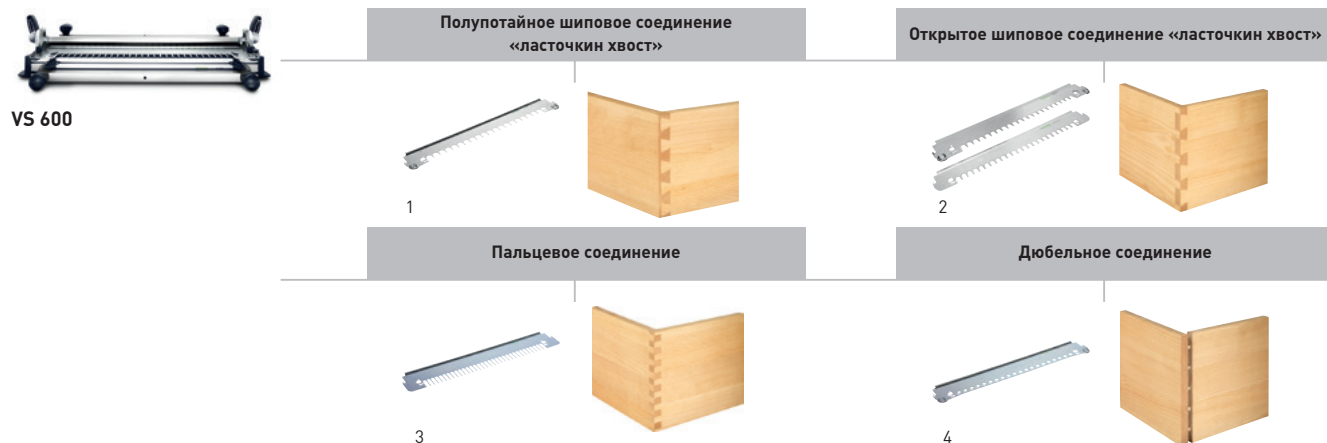 Полупотайное шиповое соединение
«ласточкин хвост»
Открытое шиповое соединение «ласточкин хвост»
VS 600
1
2
Пальцевое соединение
Дюбельное соединение
3
4